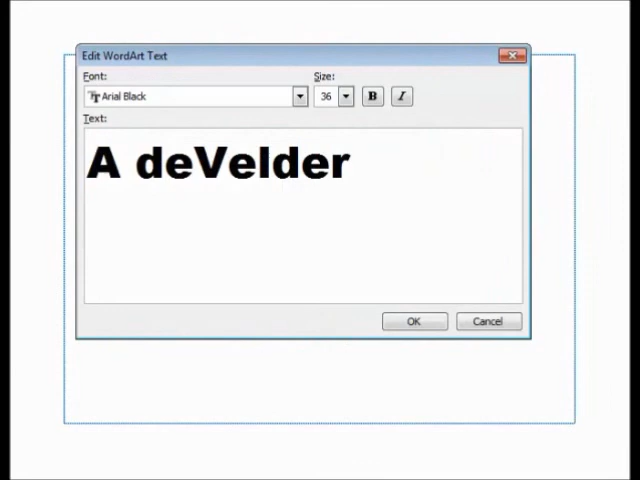 Edit WordArt Text
Font:
Size:
Arial Black
36
B
I
Text:
A deVelder
OK
Cancel